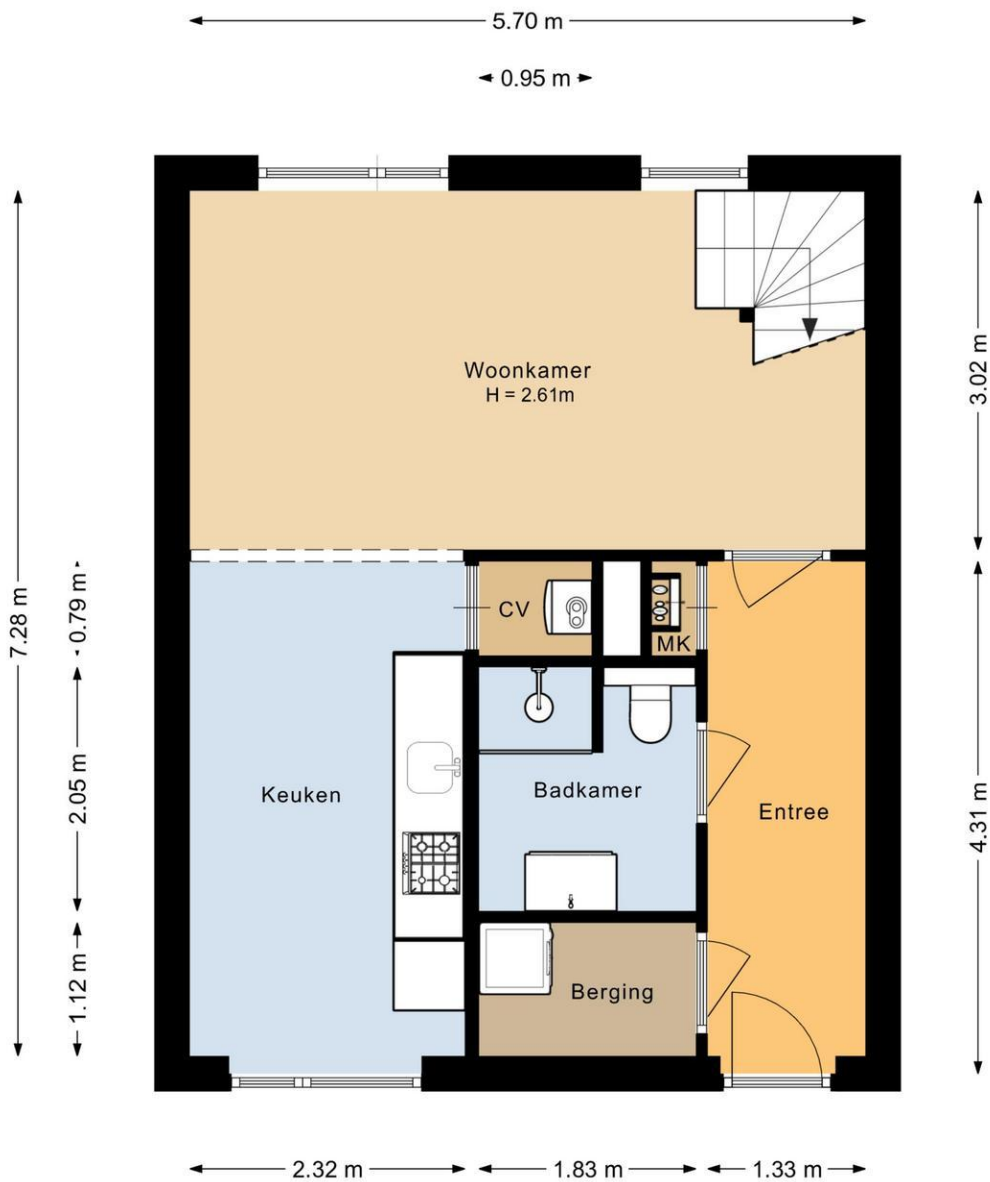 5.70 m
0.95 m
7.28 m
3.02 m
Woonkamer
H = 2.61m
0.79 m
CV
MK
2.05 m
Keuken
Badkamer
Entree
4.31 m
1.12 m
Berging
2.32 m
1.83 m
1.33 m